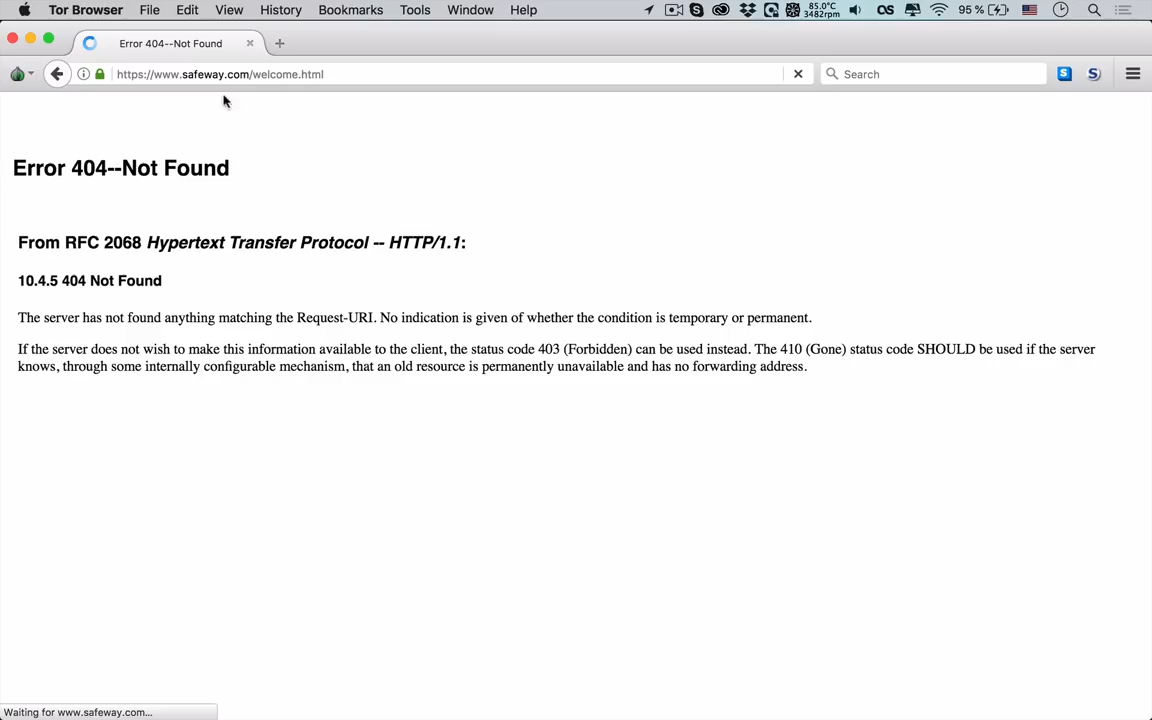 Tor Browser File Edit View History Bookmarks Tools Window Help 85.0°C 3482rpm OS 95 %
Error 404--Not Found
https://www.safeway.com/welcome.html Search S S
Error 404--Not Found
From RFC 2068 Hypertext Transfer Protocol -- HTTP/1.1:
10.4.5 404 Not Found
The server has not found anything matching the Request-URI. No indication is given of whether the condition is temporary or permanent.
If the server does not wish to make this information available to the client, the status code 403 (Forbidden) can be used instead. The 410 (Gone) status code SHOULD be used if the server
knows, through some internally configurable mechanism, that an old resource is permanently unavailable and has no forwarding address.
Waiting for www.safeway.com...